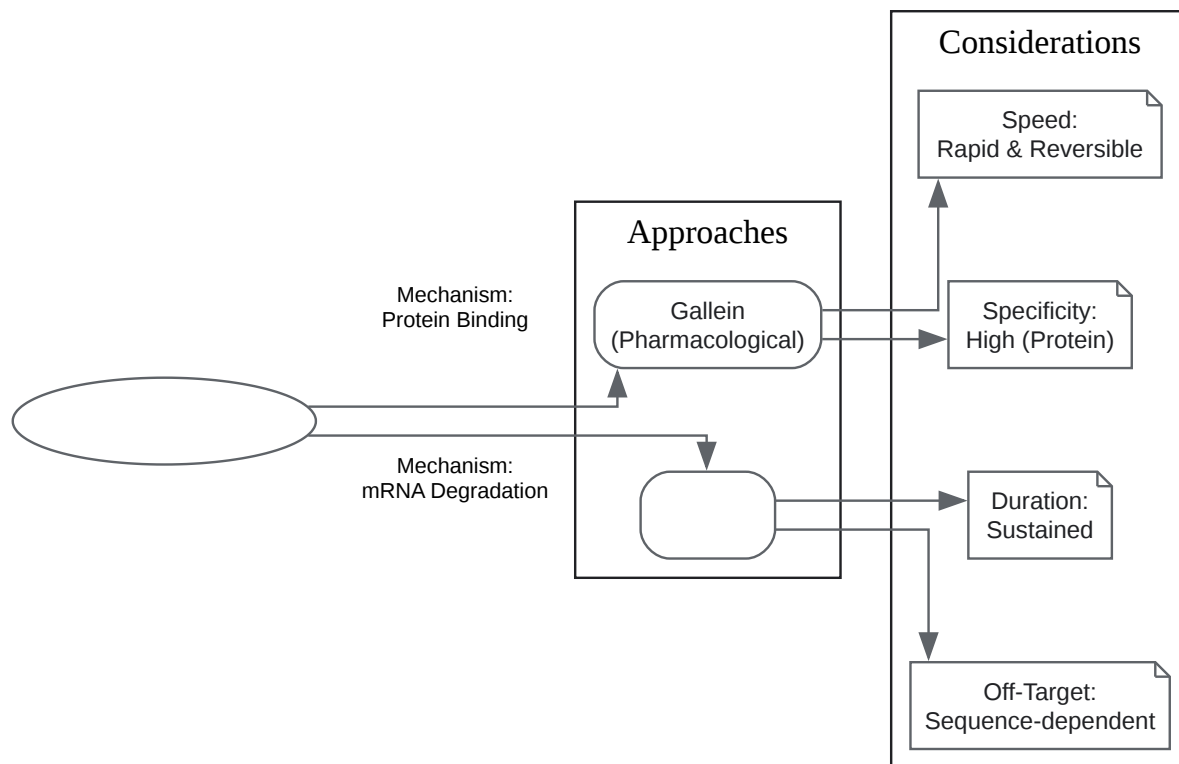 Considerations
Speed:
Rapid & Reversible
Approaches
Mechanism:
Protein Binding
Gallein
(Pharmacological)
Specificity:
High (Protein)
Mechanism:
mRNA Degradation
Duration:
Sustained
Off-Target:
Sequence-dependent